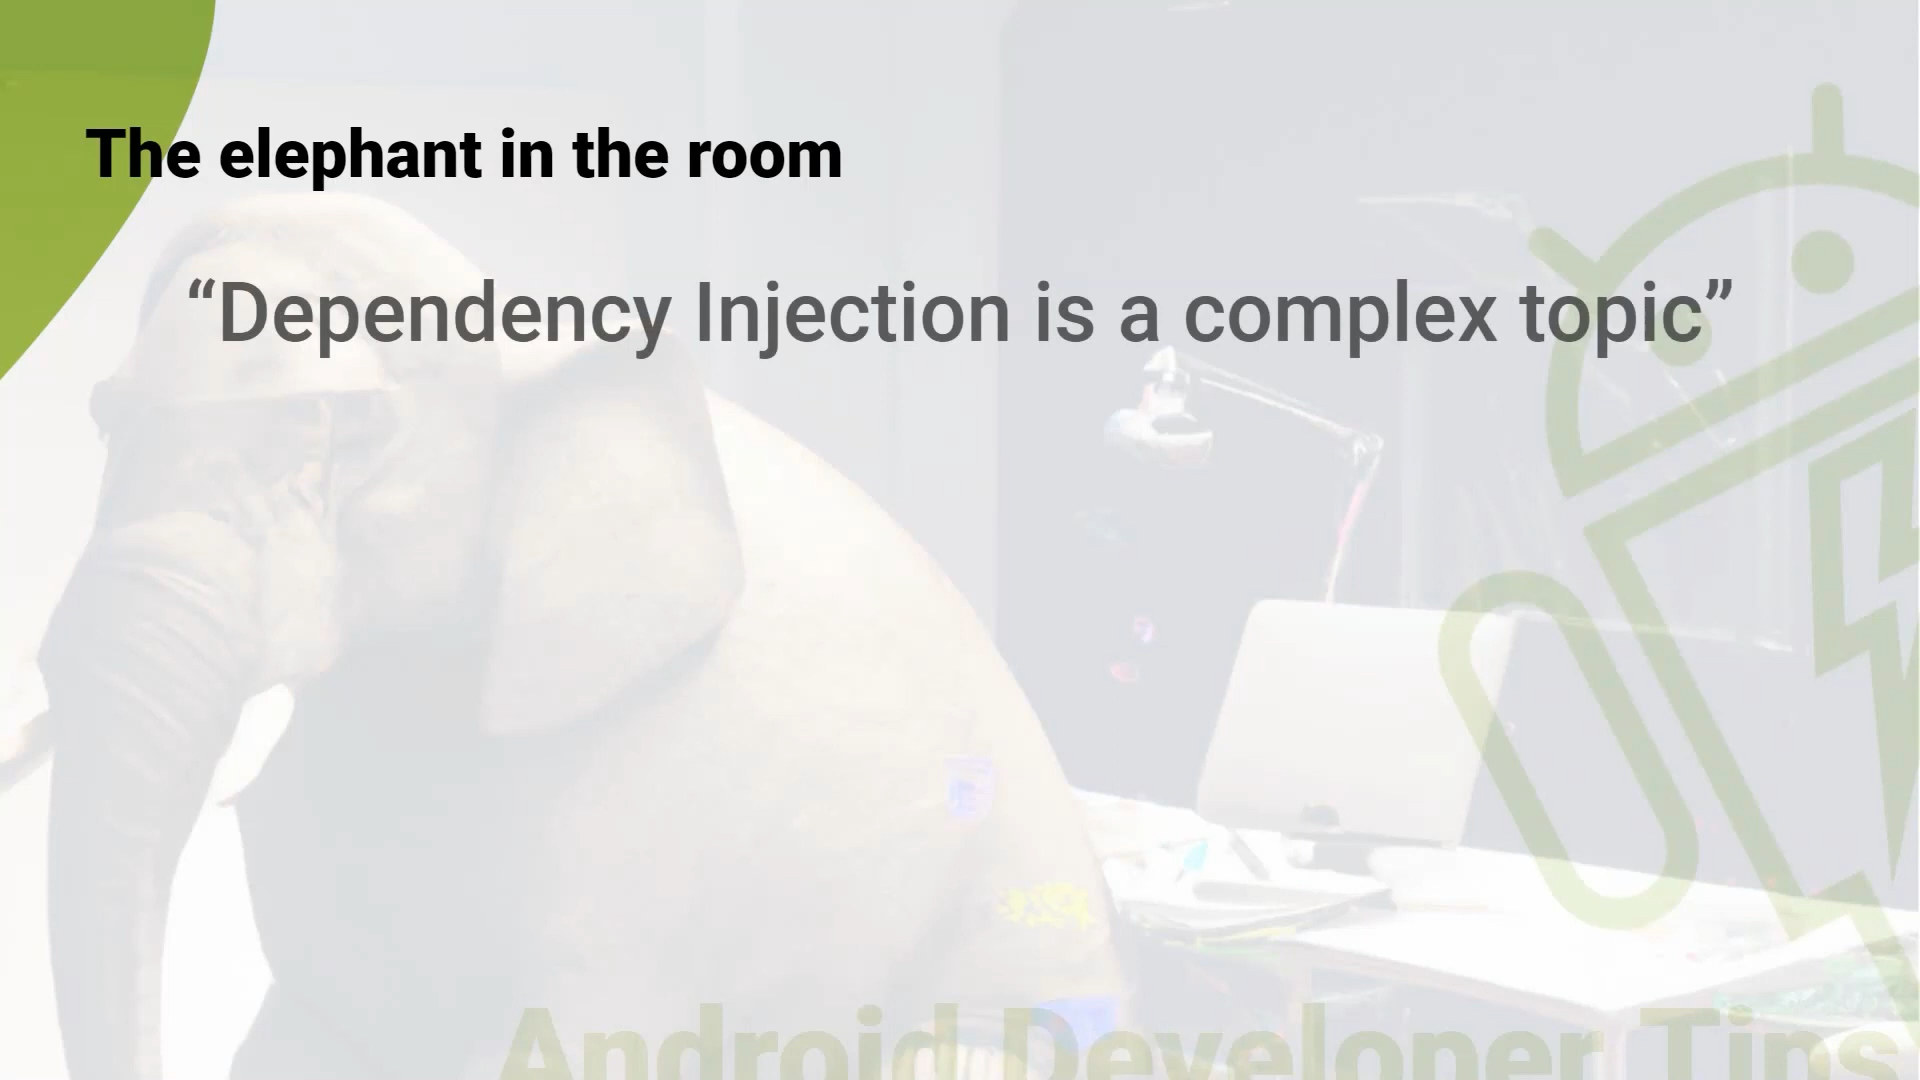 The elephant in the room
“Dependency Injection is a complex topic”
Android Developer Tips